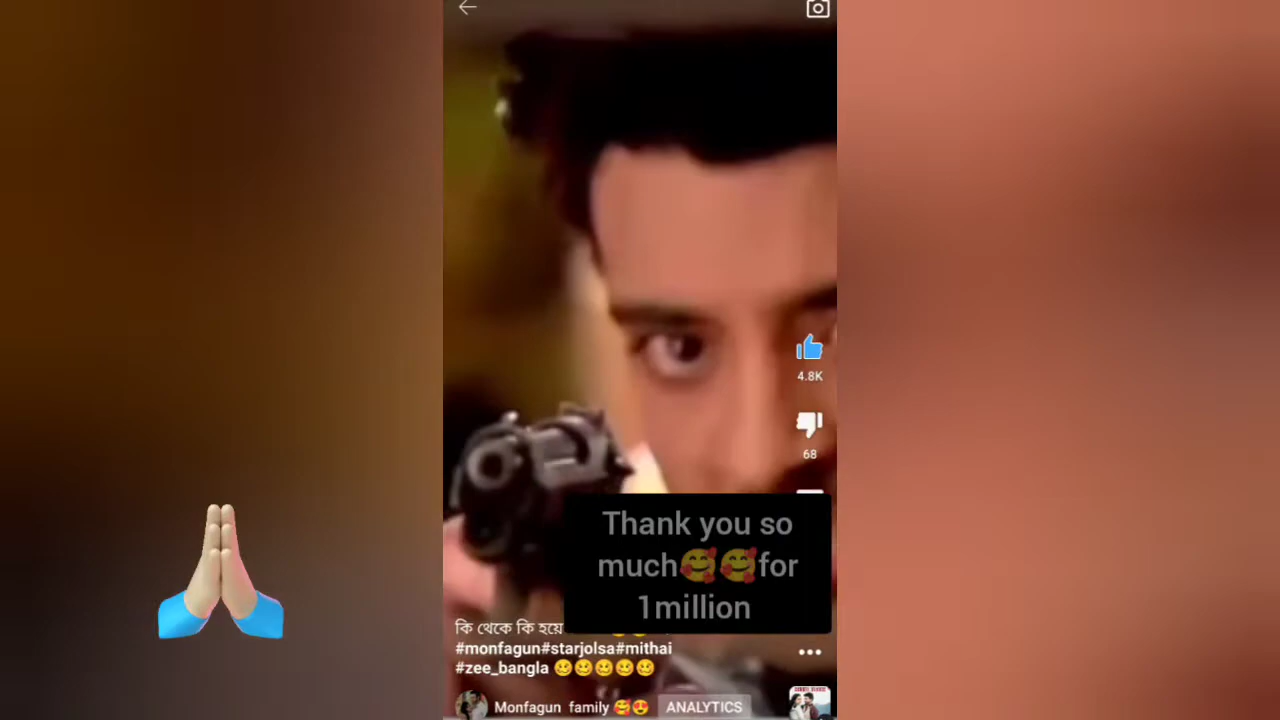 4.8K
68
Thank you so
much🥰🥰for
1million
কি থেকে কি হয়ে
#monfagun#starjolsa#mithai
#zee_bangla 🥴🥴🥴🥴🥴
Monfagun family 🥰😍 ANALYTICS